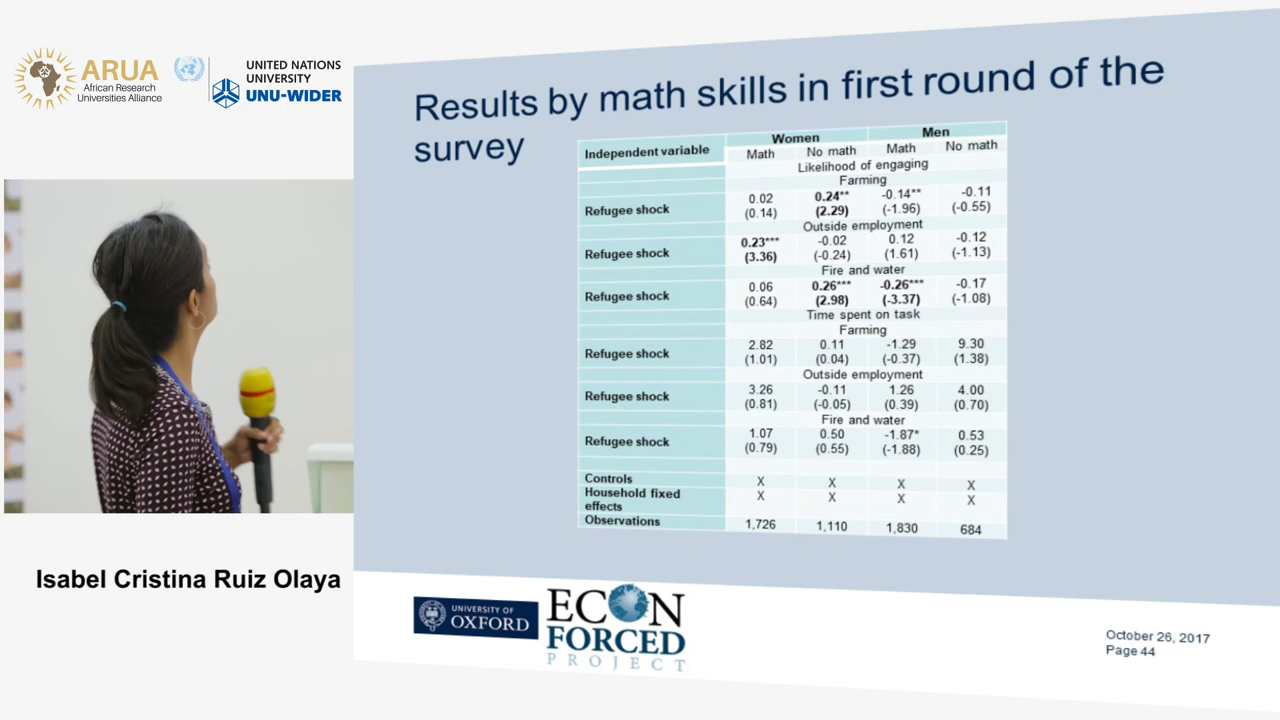 ARUA
African Research
Universities Alliance
UNITED NATIONS
UNIVERSITY
UNU-WIDER
Results by math skills in first round of the
survey
Independent variable Women Men
Math No math Math No math
Likelihood of engaging
Farming
Refugee shock 0.02 0.24** -0.14** -0.11
(0.14) (2.29) (-1.96) (-0.55)
Outside employment
Refugee shock 0.23*** -0.02 0.12 -0.12
(3.36) (-0.24) (1.61) (-1.13)
Fire and water
Refugee shock 0.06 0.26*** -0.26*** -0.17
(0.64) (2.98) (-3.37) (-1.08)
Time spent on task
Farming
Refugee shock 2.82 0.11 -1.29 9.30
(1.01) (0.04) (-0.37) (1.38)
Outside employment
Refugee shock 3.26 -0.11 1.26 4.00
(0.81) (-0.05) (0.39) (0.70)
Fire and water
Refugee shock 1.07 0.50 -1.87* 0.53
(0.79) (0.55) (-1.88) (0.25)
Controls X X X X
Household fixed X X X X
effects
Observations 1,726 1,110 1,830 684
Isabel Cristina Ruiz Olaya
UNIVERSITY OF
OXFORD
ECON
FORCED
PROJECT
October 26, 2017
Page 44